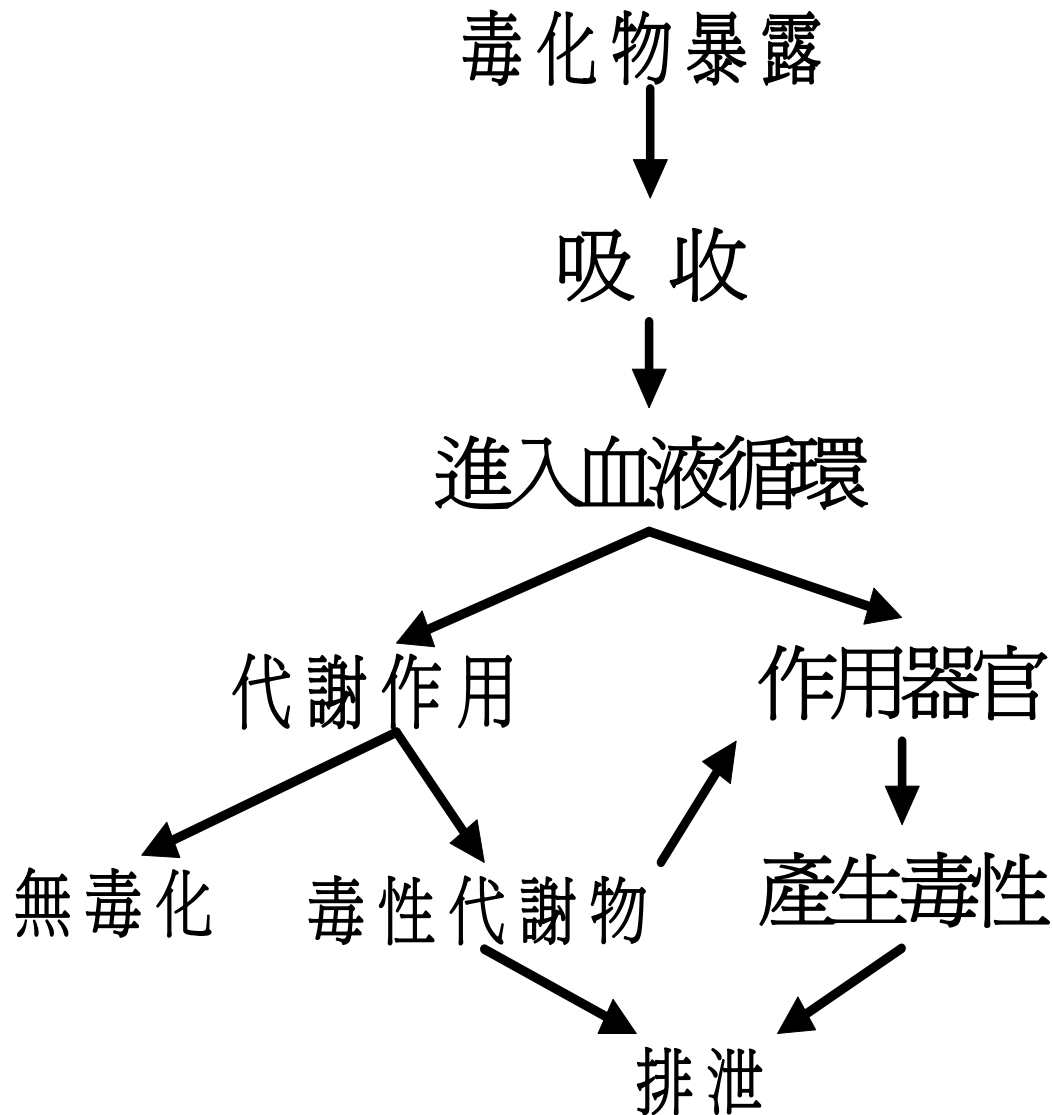 毒化物暴露
吸收
進入血液循環
代謝作用
作用器官
無毒化
毒性代謝物
產生毒性
排泄